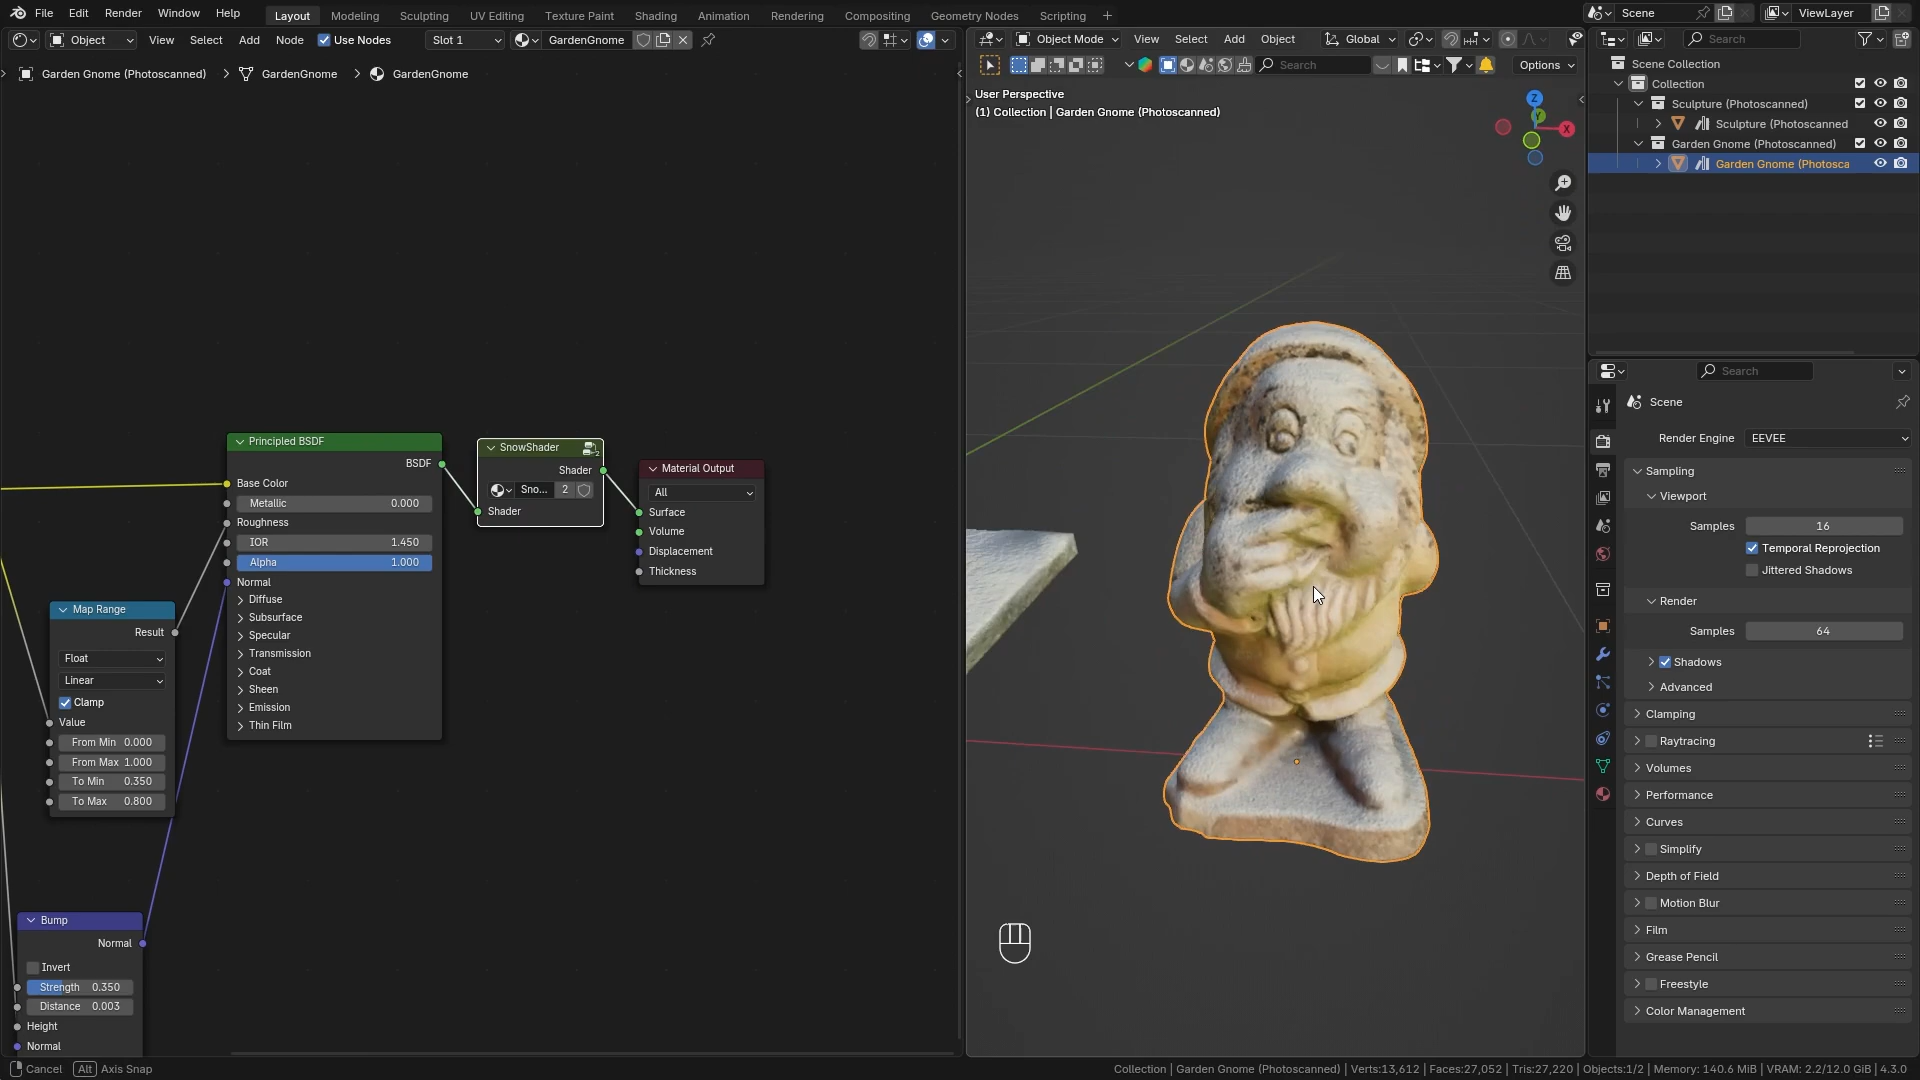 File Edit Render Window Help Layout Modeling Sculpting UV Editing Texture Paint Shading Animation Rendering Compositing Geometry Nodes Scripting + Scene ViewLayer
Object View Select Add Node Use Nodes Slot 1 GardenGnome
Garden Gnome (Photoscanned) GardenGnome GardenGnome
Principled BSDF
BSDF
Base Color
Metallic 0.000
Roughness
IOR 1.450
Alpha 1.000
Normal
Diffuse
Subsurface
Specular
Transmission
Coat
Sheen
Emission
Thin Film
SnowShader
Shader
Sno... 2
Shader
Material Output
All
Surface
Volume
Displacement
Thickness
Map Range
Result
Float
Linear
Clamp
Value
From Min 0.000
From Max 1.000
To Min 0.350
To Max 0.800
Bump
Normal
Invert
Strength 0.350
Distance 0.003
Height
Normal
Object Mode View Select Add Object Global
Search Options
User Perspective
(1) Collection | Garden Gnome (Photoscanned)
Z
Y
X
Search
Scene Collection
Collection
Sculpture (Photoscanned)
Sculpture (Photoscanned
Garden Gnome (Photoscanned)
Garden Gnome (Photosca
Search
Scene
Render Engine EEVEE
Sampling
Viewport
Samples 16
Temporal Reprojection
Jittered Shadows
Render
Samples 64
Shadows
Advanced
Clamping
Raytracing
Volumes
Performance
Curves
Simplify
Depth of Field
Motion Blur
Film
Grease Pencil
Freestyle
Color Management
Cancel Alt Axis Snap
Collection | Garden Gnome (Photoscanned) | Verts:13,612 | Faces:27,052 | Tris:27,220 | Objects:1/2 | Memory: 140.6 MiB | VRAM: 2.2/12.0 GiB | 4.3.0